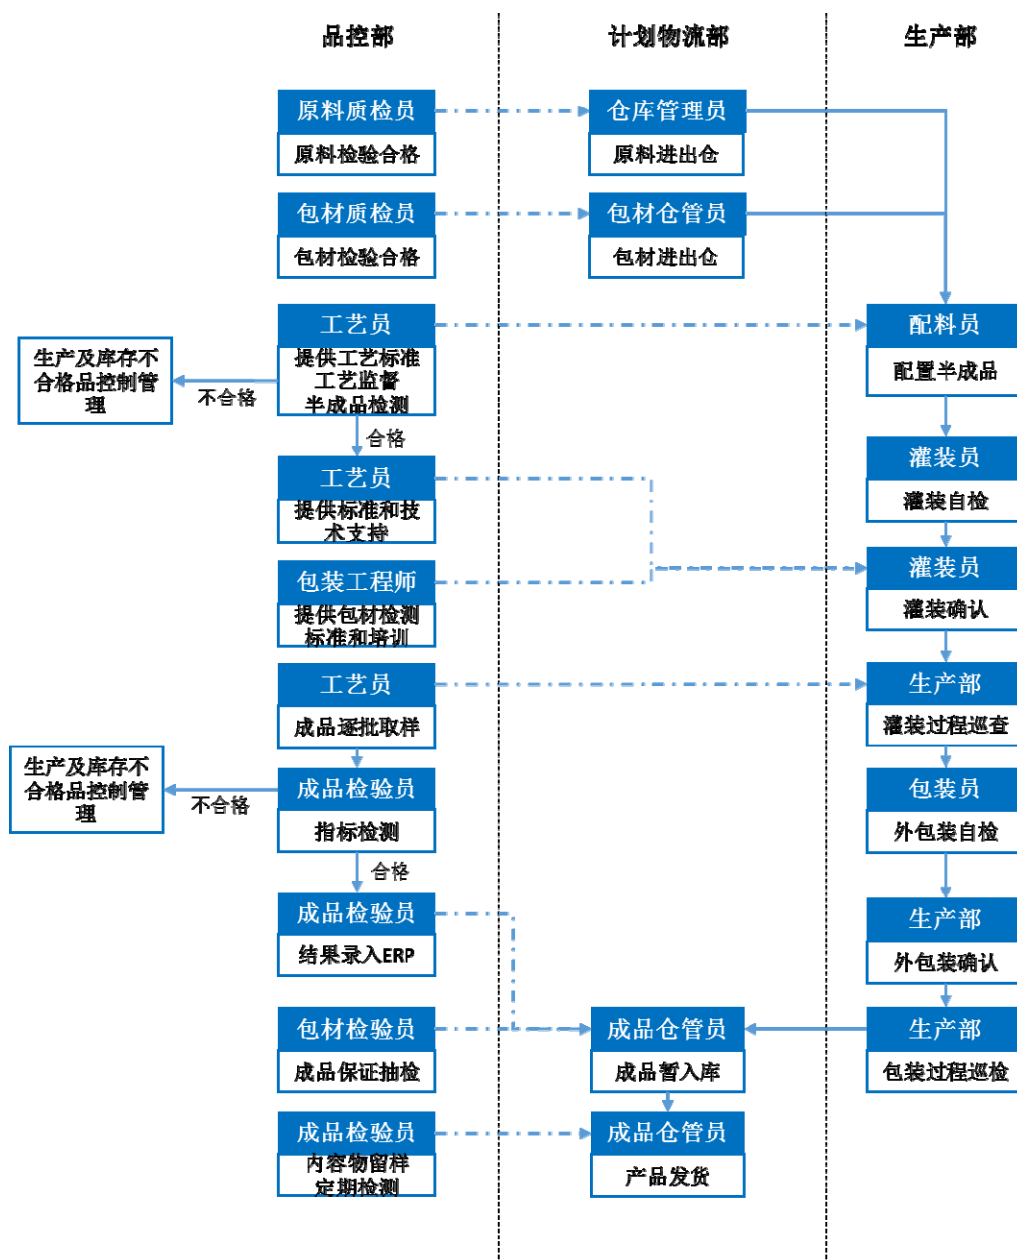 品控部
计划物流部
生产部
原料质检员
仓库管理员
原料检验合格
原料进出仓
包材质检员
包材仓管员
包材检验合格
包材进出仓
工艺员
配料员
提供工艺标准
工艺监督
半成品检测
配置半成品
生产及库存不
合格品控制管
理
不合格
合格
工艺员
灌装员
提供标准和技
术支持
灌装自检
包装工程师
灌装员
提供包材检测
标准和培训
灌装确认
工艺员
生产部
成品逐批取样
灌装过程巡查
生产及库存不
合格品控制管
理
不合格
成品检验员
包装员
指标检测
外包装自检
合格
成品检验员
生产部
结果录入ERP
外包装确认
包材检验员
成品仓管员
生产部
成品保证抽检
成品暂入库
包装过程巡检
成品检验员
成品仓管员
内容物留样
定期检测
产品发货